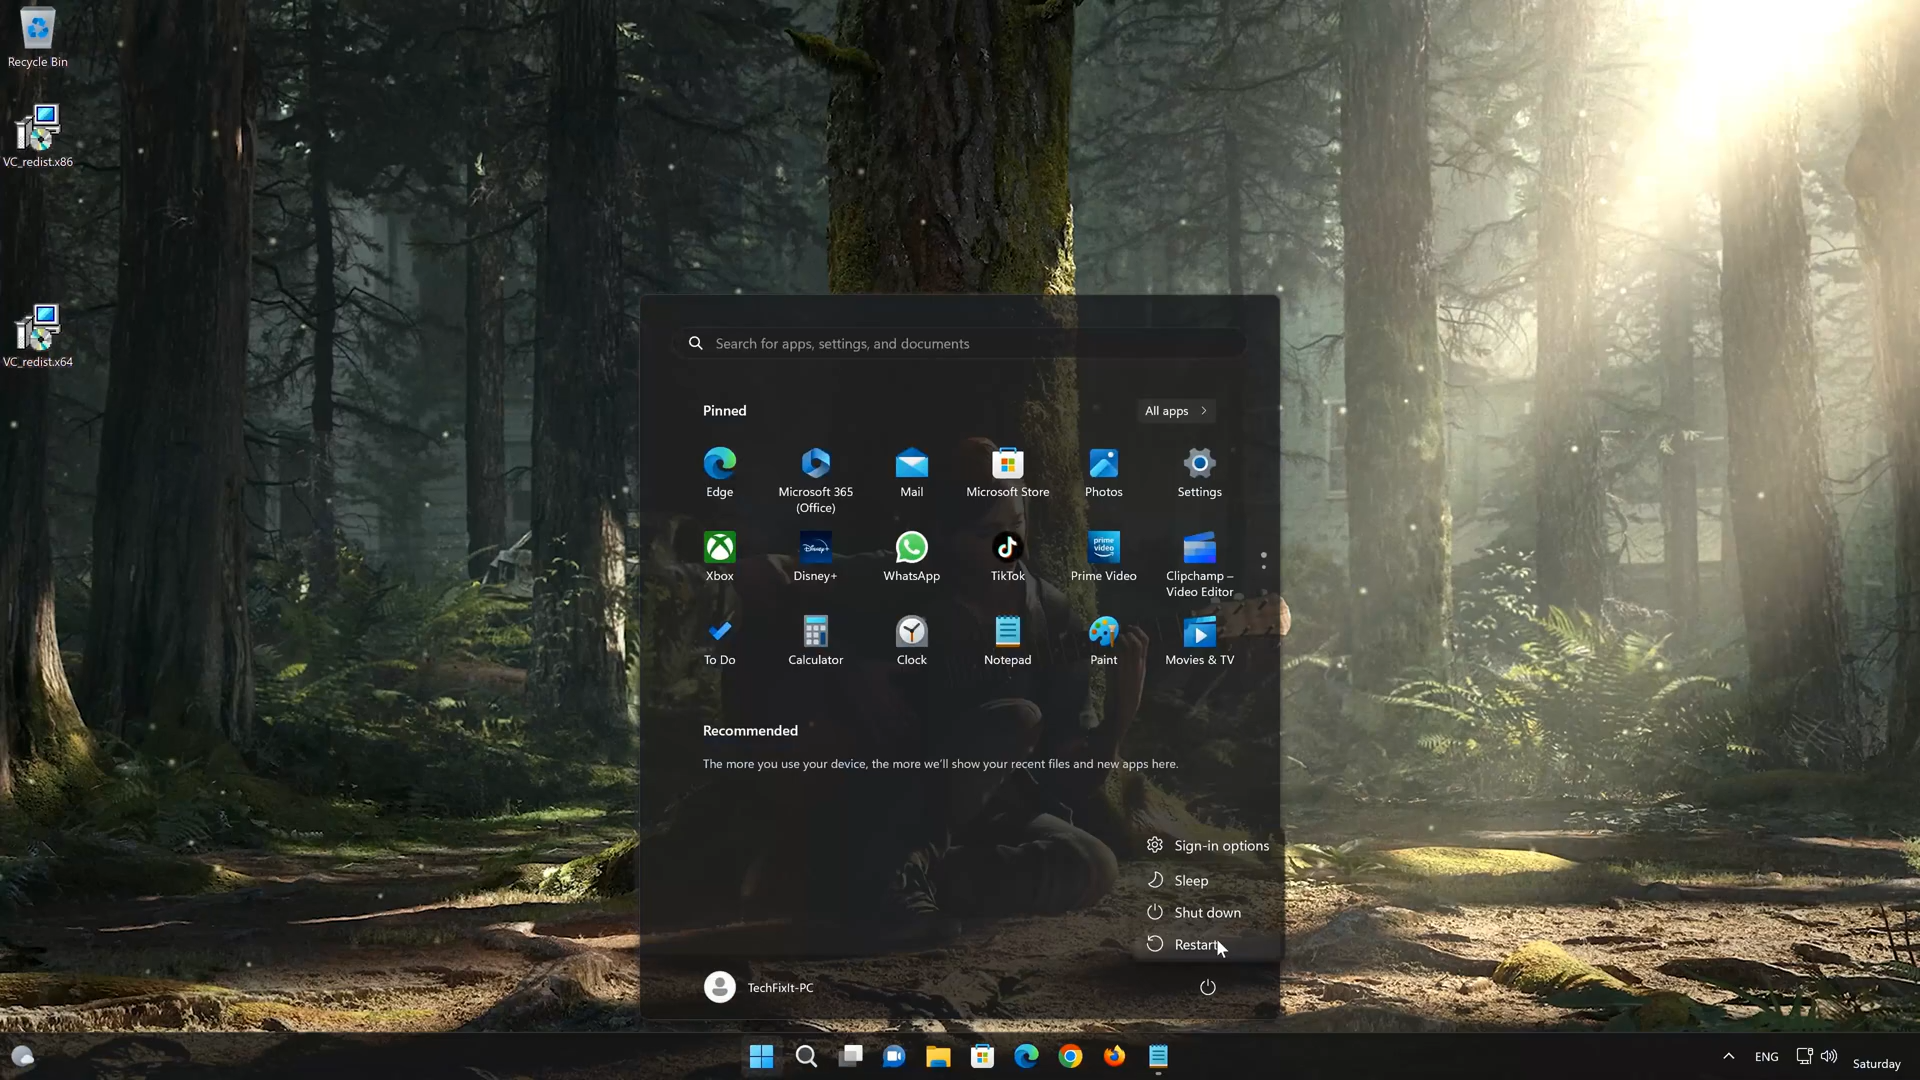 Recycle Bin
VC_redist.x86
VC_redist.x64
Search for apps, settings, and documents
Pinned
All apps
Edge
Microsoft 365
(Office)
Mail
Microsoft Store
Photos
Settings
Xbox
Disney+
WhatsApp
TikTok
Prime Video
Clipchamp –
Video Editor
To Do
Calculator
Clock
Notepad
Paint
Movies & TV
Recommended
The more you use your device, the more we'll show your recent files and new apps here.
Sign-in options
Sleep
Shut down
Restart
TechFixIt-PC
ENG
Saturday